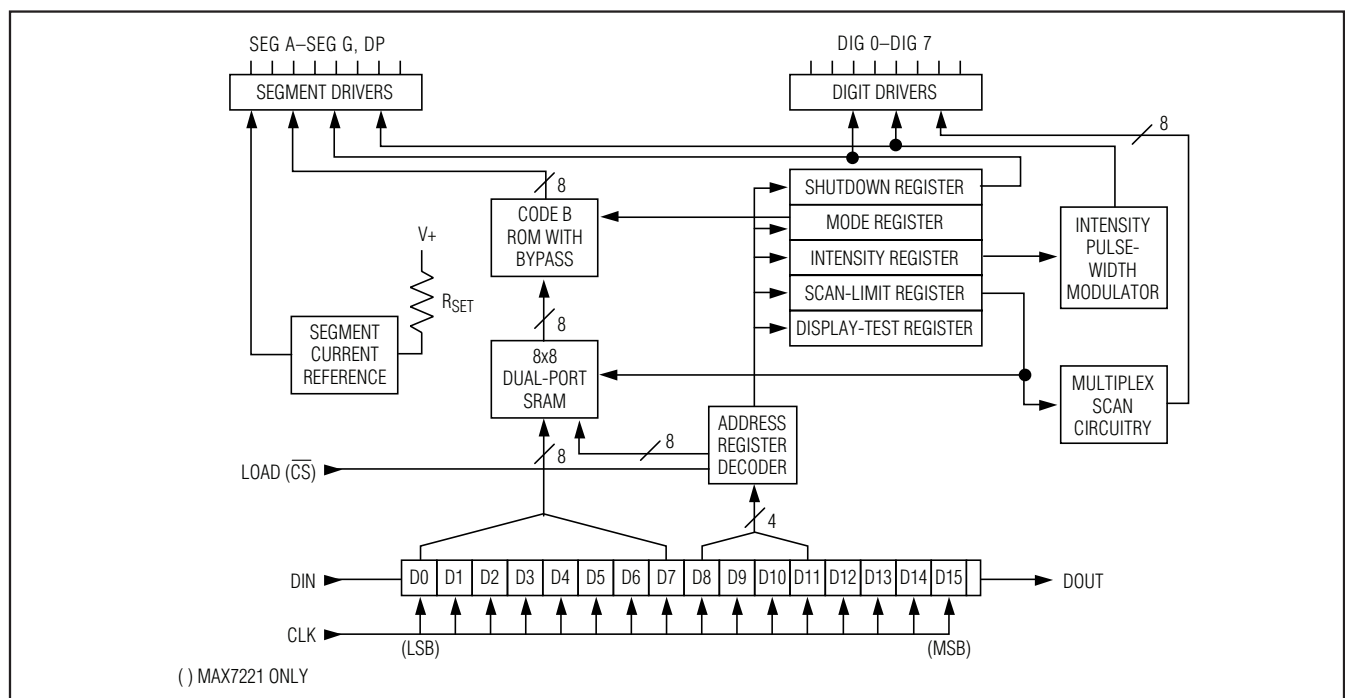 SEG A–SEG G, DP
DIG 0–DIG 7
SEGMENT DRIVERS
DIGIT DRIVERS
8
8
CODE B
ROM WITH
BYPASS
SHUTDOWN REGISTER
MODE REGISTER
INTENSITY REGISTER
SCAN-LIMIT REGISTER
DISPLAY-TEST REGISTER
INTENSITY
PULSE-
WIDTH
MODULATOR
V+
RSET
SEGMENT
CURRENT
REFERENCE
8
8x8
DUAL-PORT
SRAM
MULTIPLEX
SCAN
CIRCUITRY
ADDRESS
REGISTER
DECODER
8
8
LOAD (C̅S̅)
4
DIN
D0 D1 D2 D3 D4 D5 D6 D7 D8 D9 D10 D11 D12 D13 D14 D15
DOUT
CLK
(LSB)
(MSB)
( ) MAX7221 ONLY